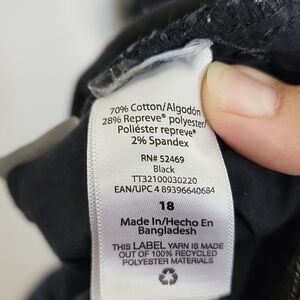 70% Cotton/Algodón
28% Repreve® polyester/
Poliéster repreve®
2% Spandex
RN# 52469
Black
TT32100030220
EAN/UPC 4 89396640684
18
Made In/Hecho En
Bangladesh
THIS LABEL YARN IS MADE
OUT OF 100% RECYCLED
POLYESTER MATERIALS